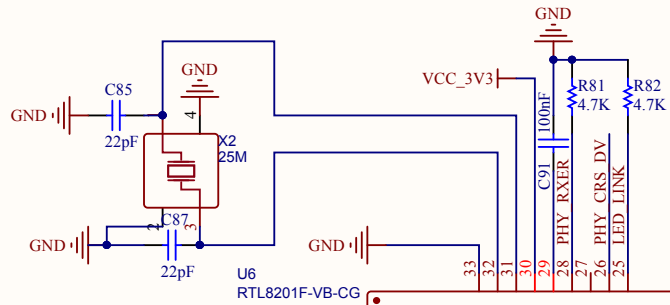 GND
C85
GND
VCC_3V3
R81
4.7K
R82
4.7K
GND
22pF
4
X2
25M
100nF
C91
PHY_RXER
PHY_CRS_DV
LED_LINK
2
C87
3
GND
22pF
GND
U6
RTL8201F-VB-CG
33
32
31
30
29
28
27
26
25